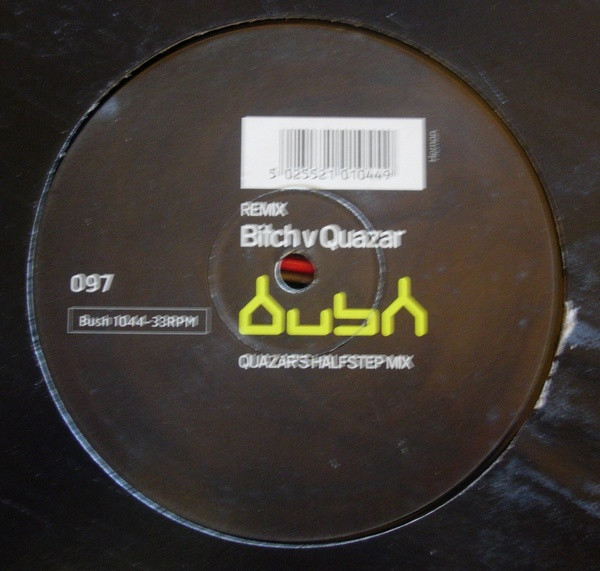 5 025521 010449
REMIX
Bitch v Quazar
097
Bush
Bush 1044-33RPM
QUAZAR'S HALFSTEP MIX